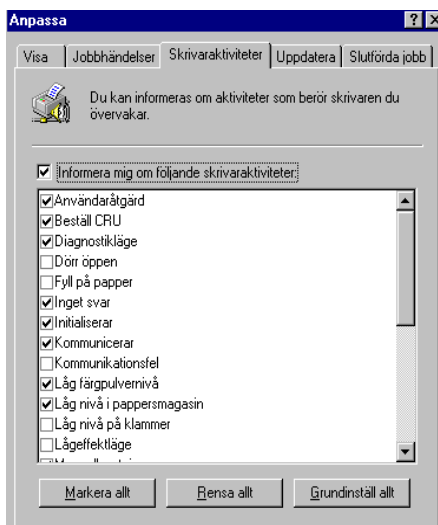 Anpassa
Visa Jobbhändelser Skrivaraktiviteter Uppdatera Slutförda jobb
Du kan informeras om aktiviteter som berör skrivaren du
övervakar.
Informera mig om följande skrivaraktiviteter:
Användaråtgärd
Beställ CRU
Diagnostikläge
Dörr öppen
Fyll på papper
Inget svar
Initialiserar
Kommunicerar
Kommunikationsfel
Låg färgpulvernivå
Låg nivå i pappersmagasin
Låg nivå på klammer
Lågeffektläge
Markera allt Rensa allt Grundinställ allt